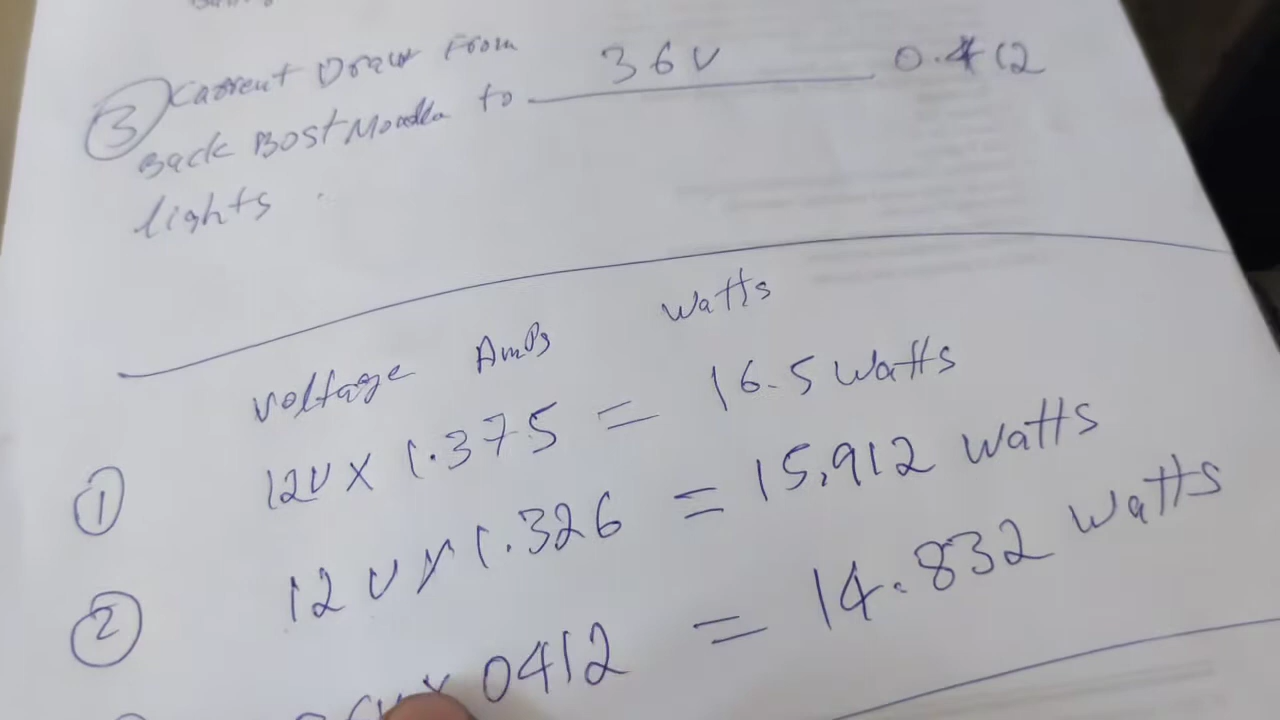 ③ Current Draw From 36V 0.412
Back BOST Moudle to
lights
Voltage AmPs Watts
① 12V X 1.375 = 16.5 Watts
② 12V X 1.326 = 15.912 Watts
X 0412 = 14.832 Watts